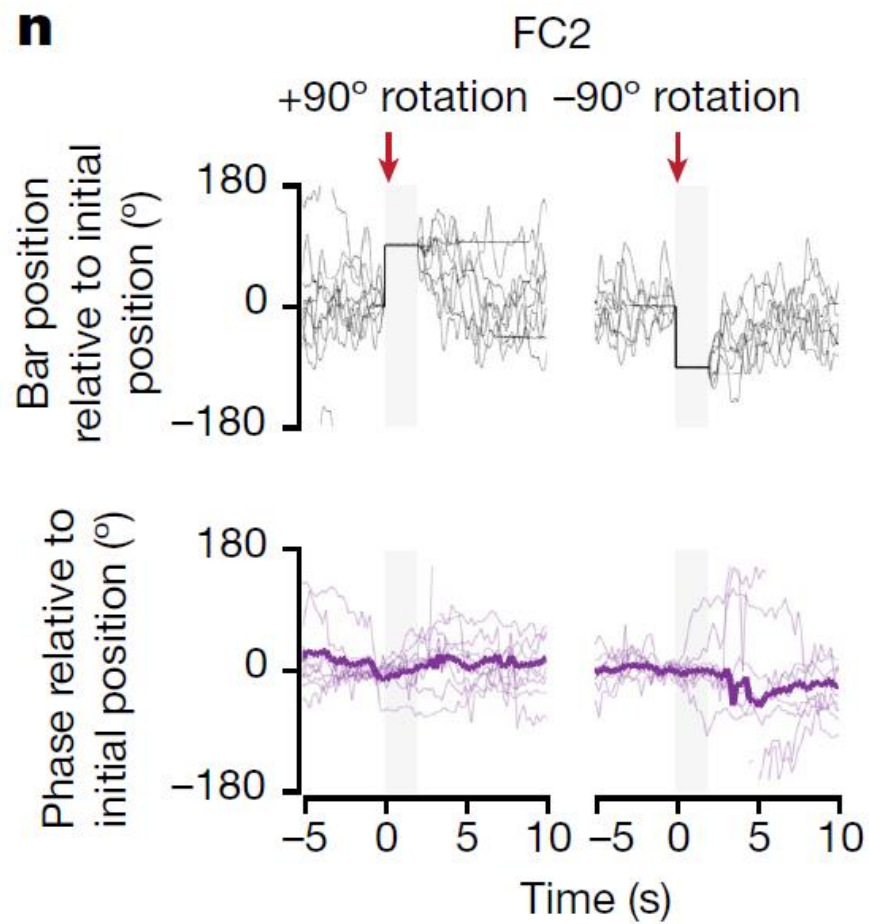 n
FC2
+90° rotation –90° rotation
Bar position
relative to initial
position (°)
180
0
–180
Phase relative to
initial position (°)
180
0
–180
–5 0 5 10 –5 0 5 10
Time (s)